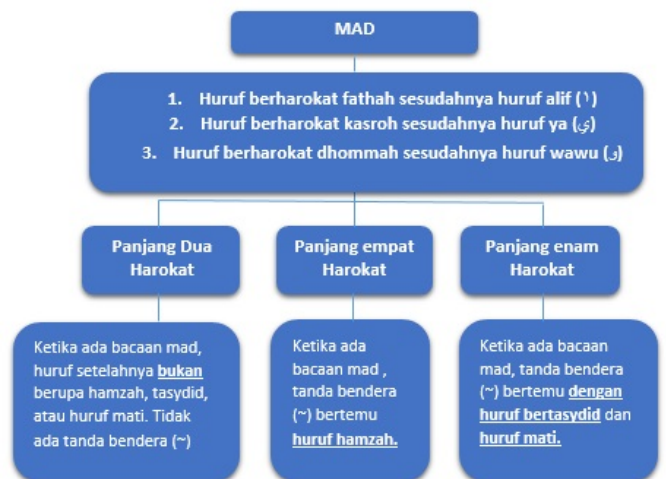 MAD
1. Huruf berharokat fathah sesudahnya huruf alif (١)
2. Huruf berharokat kasroh sesudahnya huruf ya (ي)
3. Huruf berharokat dhommah sesudahnya huruf wawu (و)
Panjang Dua
Harokat
Panjang empat
Harokat
Panjang enam
Harokat
Ketika ada bacaan mad,
huruf setelahnya bukan
berupa hamzah, tasydid,
atau huruf mati. Tidak
ada tanda bendera (~)
Ketika ada
bacaan mad ,
tanda bendera
(~) bertemu
huruf hamzah.
Ketika ada bacaan
mad, tanda bendera
(~) bertemu dengan
huruf bertasydid dan
huruf mati.